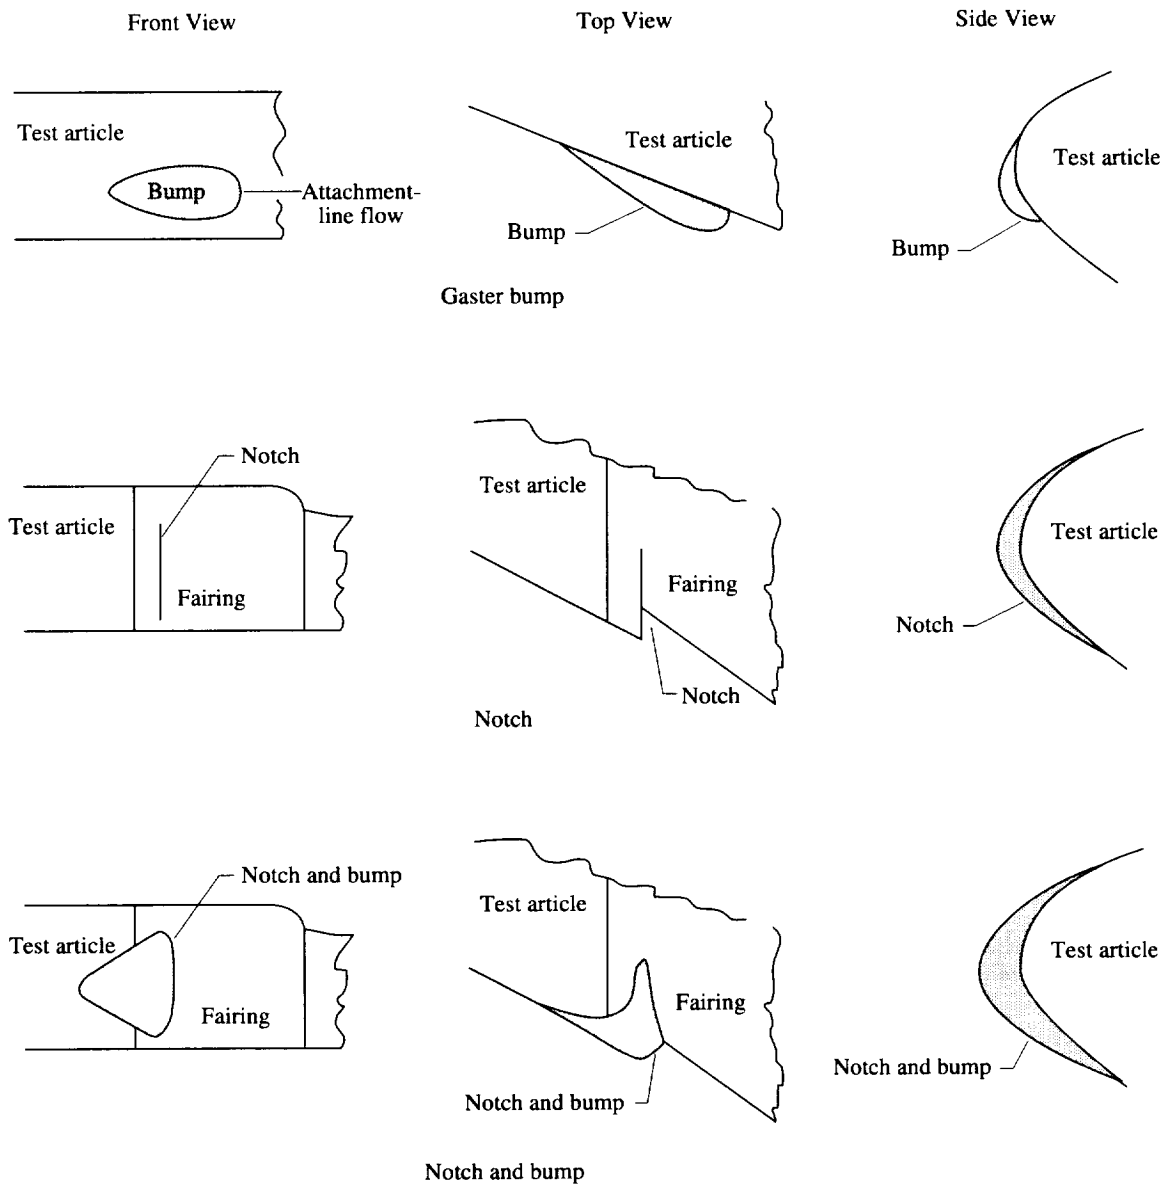 Front View
Top View
Side View
Test article
Bump
Attachment-
line flow
Test article
Bump
Test article
Bump
Gaster bump
Notch
Test article
Fairing
Test article
Fairing
Notch
Test article
Notch
Notch
Notch and bump
Test article
Fairing
Test article
Fairing
Notch and bump
Test article
Notch and bump
Notch and bump